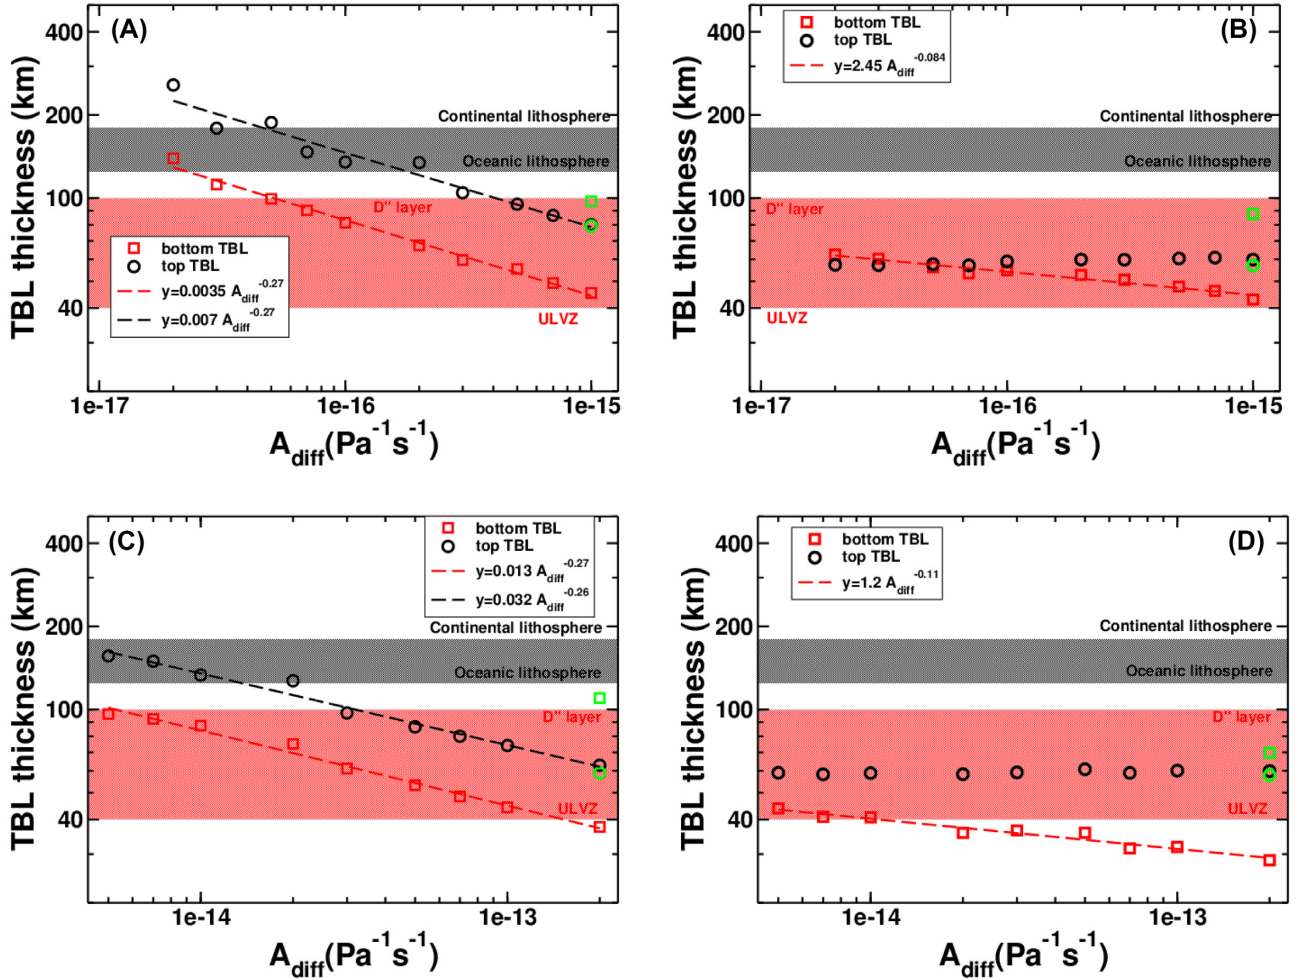 (A)
400
200
100
40
TBL thickness (km)
Continental lithosphere
Oceanic lithosphere
D" layer
bottom TBL
top TBL
y=0.0035 A_diff^-0.27
y=0.007 A_diff^-0.27
ULVZ
1e-17
1e-16
1e-15
A_diff(Pa^-1s^-1)
(B)
bottom TBL
top TBL
y=2.45 A_diff^-0.084
400
200
100
40
TBL thickness (km)
Continental lithosphere
Oceanic lithosphere
D" layer
ULVZ
1e-17
1e-16
1e-15
A_diff(Pa^-1s^-1)
(C)
bottom TBL
top TBL
y=0.013 A_diff^-0.27
y=0.032 A_diff^-0.26
400
200
100
40
TBL thickness (km)
Continental lithosphere
Oceanic lithosphere
D" layer
ULVZ
1e-14
1e-13
A_diff(Pa^-1s^-1)
(D)
bottom TBL
top TBL
y=1.2 A_diff^-0.11
400
200
100
40
TBL thickness (km)
Continental lithosphere
Oceanic lithosphere
D" layer
ULVZ
1e-14
1e-13
A_diff(Pa^-1s^-1)